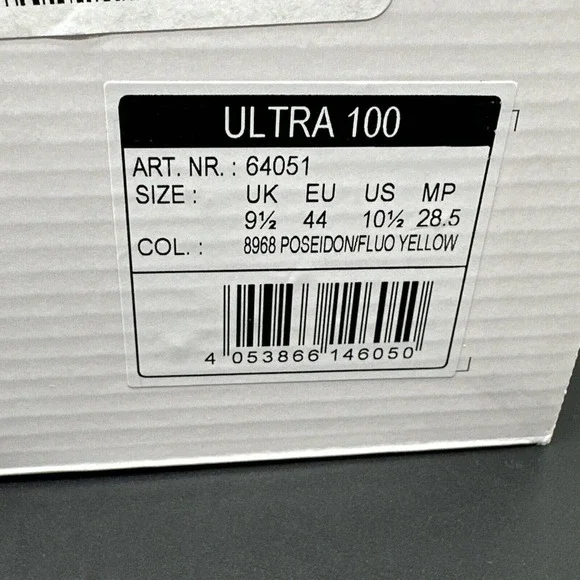 ULTRA 100
ART. NR. : 64051
SIZE : UK EU US MP
9½ 44 10½ 28.5
COL. : 8968 POSEIDON/FLUO YELLOW
4 053866 146050